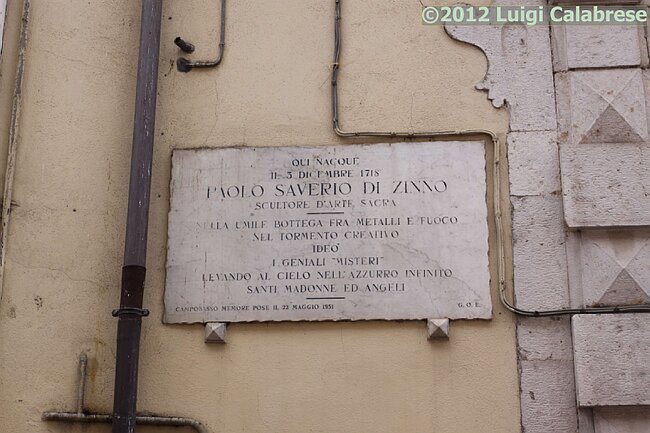 ©2012 Luigi Calabrese
QUI NACQUE
IL 3 DICEMBRE 1718
PAOLO SAVERIO DI ZINNO
SCULTORE D'ARTE SACRA
NELLA UMILE BOTTEGA FRA METALLI E FUOCO
NEL TORMENTO CREATIVO
IDEÒ
I GENIALI "MISTERI"
LEVANDO AL CIELO NELL'AZZURRO INFINITO
SANTI MADONNE ED ANGELI
CAMPOBASSO MEMORE POSE IL 22 MAGGIO 1951 G. O. E.